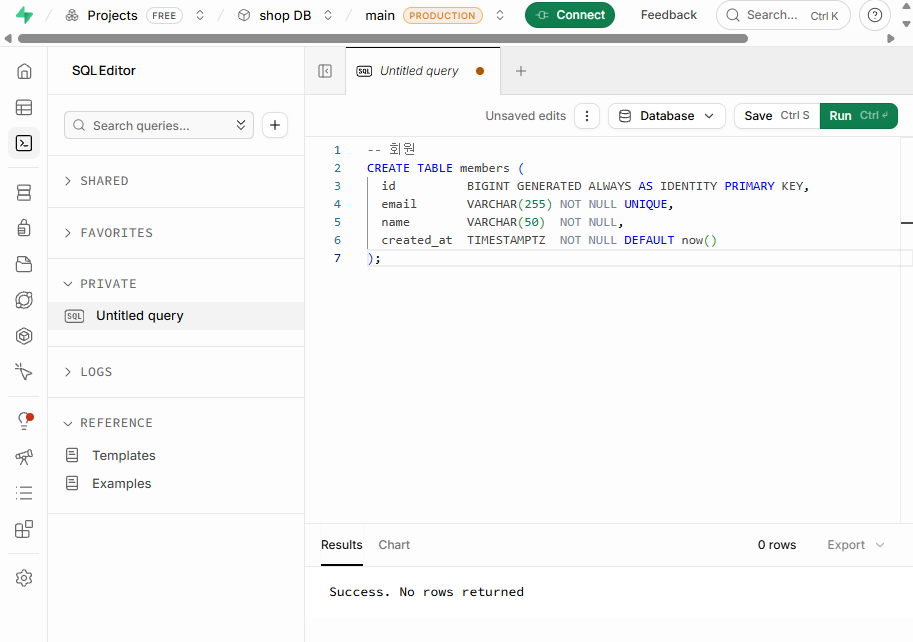 Projects FREE / shop DB / main PRODUCTION Connect Feedback Search... Ctrl K
SQL Editor
SQL Untitled query
Search queries...
Unsaved edits Database Save Ctrl S Run Ctrl ↵
SHARED
FAVORITES
PRIVATE
SQL Untitled query
LOGS
REFERENCE
Templates
Examples
1 -- 회원
2 CREATE TABLE members (
3 id BIGINT GENERATED ALWAYS AS IDENTITY PRIMARY KEY,
4 email VARCHAR(255) NOT NULL UNIQUE,
5 name VARCHAR(50) NOT NULL,
6 created_at TIMESTAMPTZ NOT NULL DEFAULT now()
7 );
Results Chart 0 rows Export
Success. No rows returned